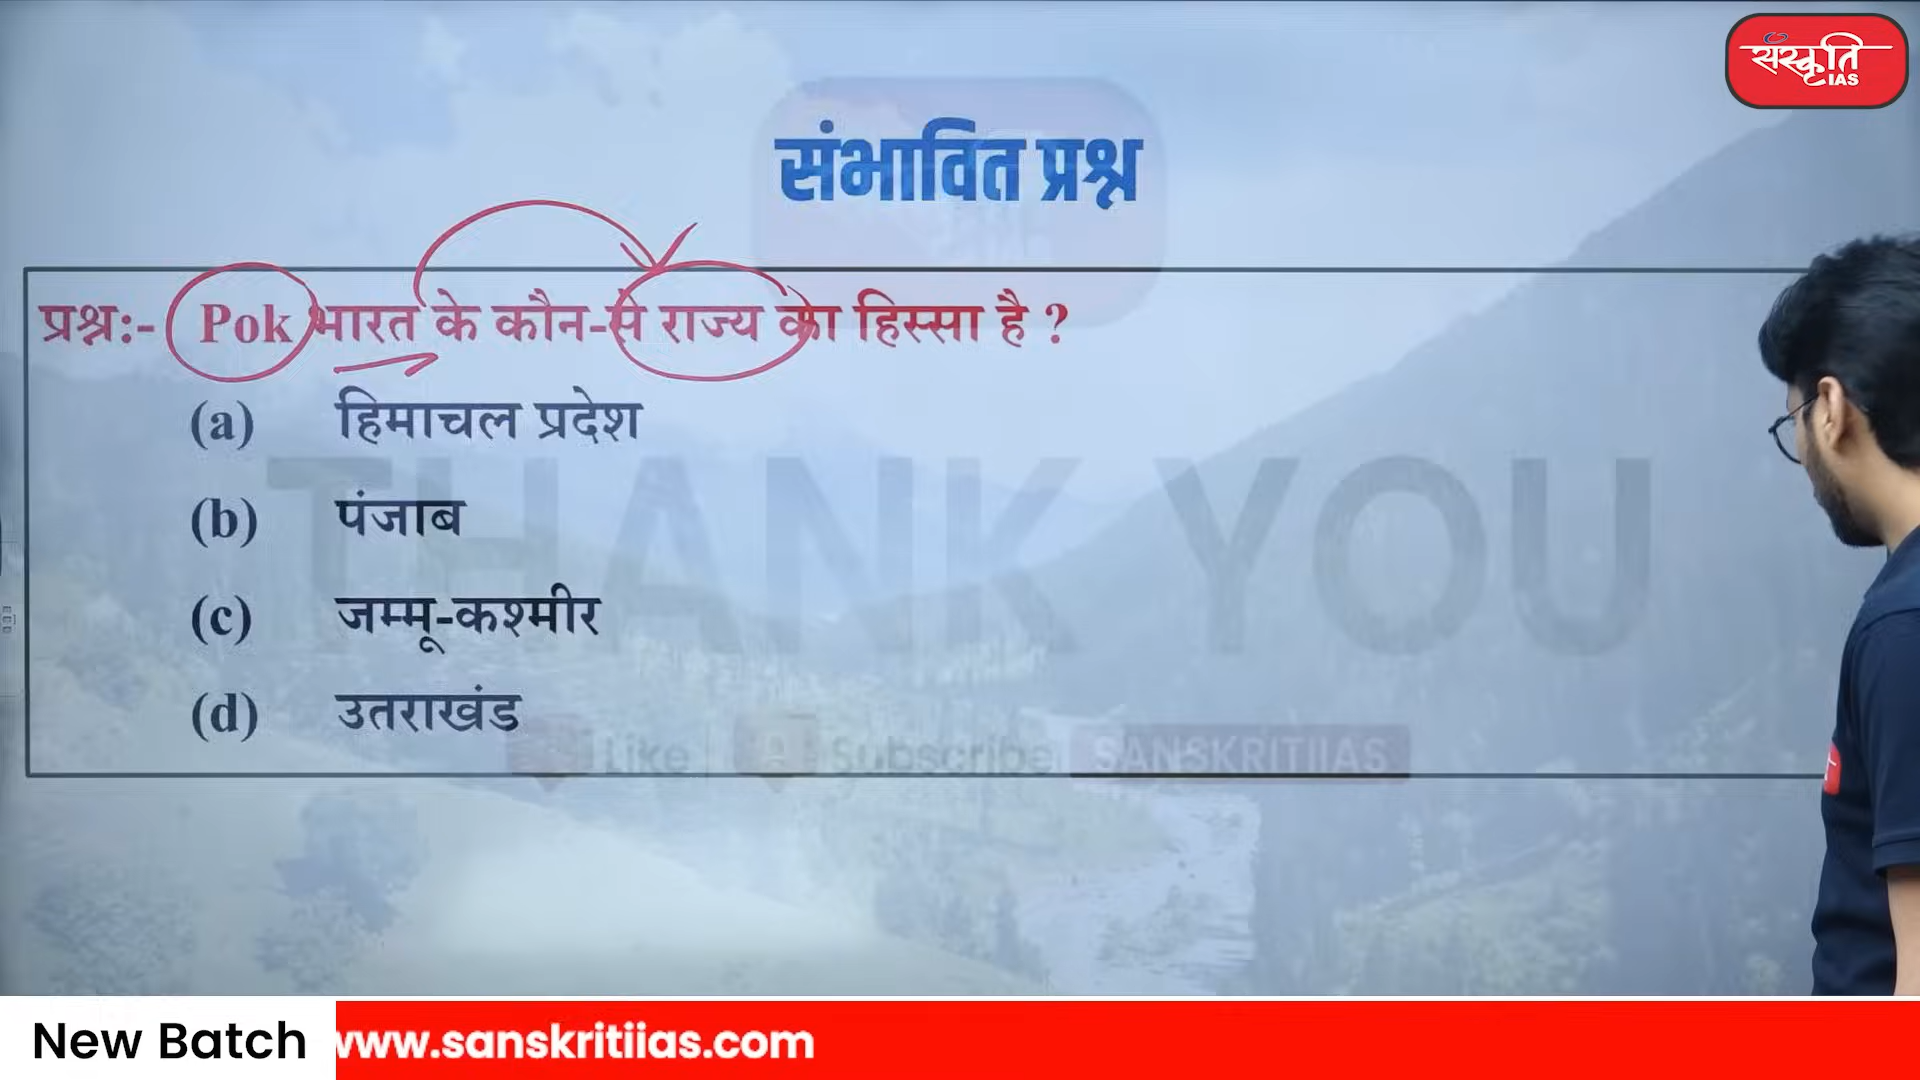 संस्कृति
IAS
संभावित प्रश्न
प्रश्न:- Pok भारत के कौन-से राज्य का हिस्सा है ?
(a) हिमाचल प्रदेश
(b) पंजाब
(c) जम्मू-कश्मीर
(d) उतराखंड
THANK YOU
Like Subscribe SANSKRITIIAS
New Batch www.sanskritiias.com